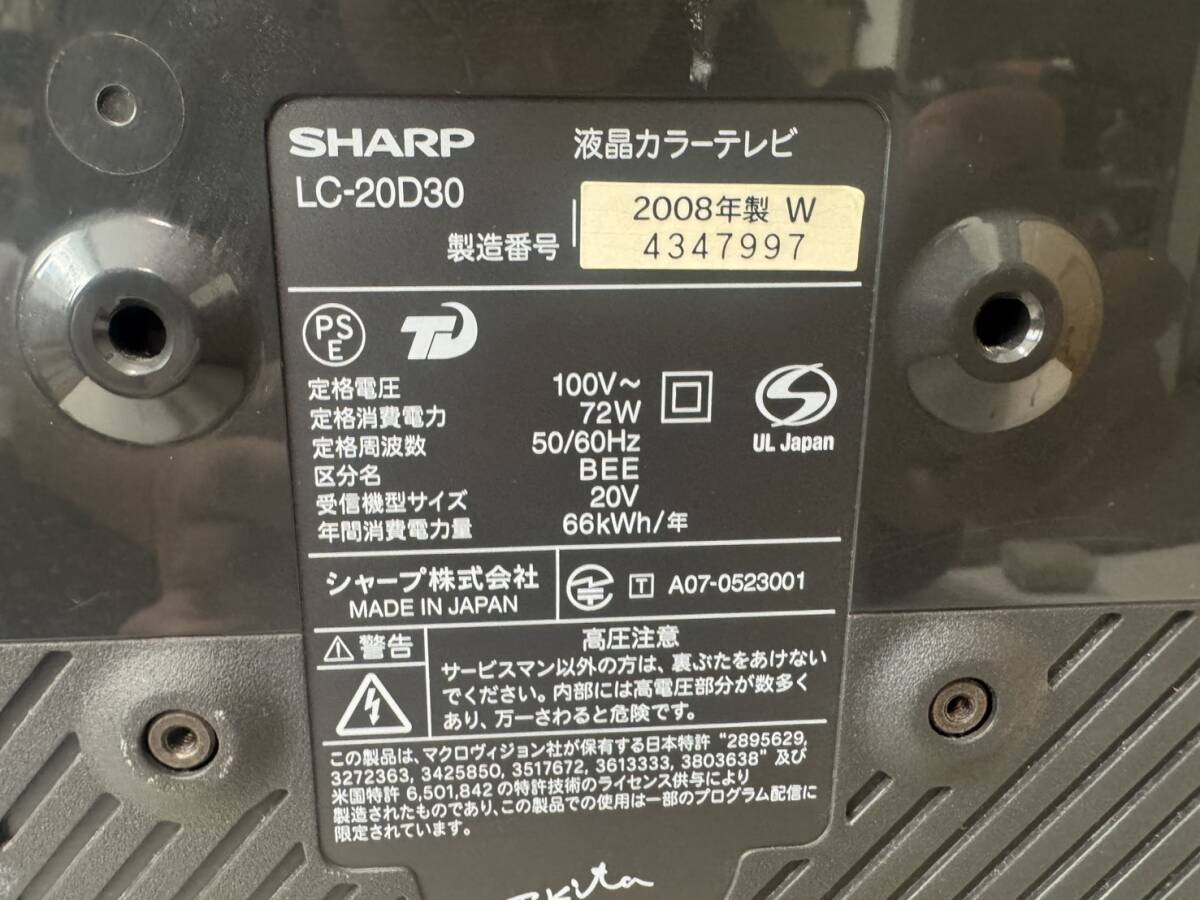 SHARP 液晶カラーテレビ
LC-20D30
2008年製 W
製造番号 4347997
PSE
定格電圧 100V～
定格消費電力 72W
定格周波数 50/60Hz
区分名 BEE
受信機型サイズ 20V
年間消費電力量 66kWh/年
UL Japan
シャープ株式会社
MADE IN JAPAN
T A07-0523001
警告
高圧注意
サービスマン以外の方は、裏ぶたをあけない
でください。内部には高電圧部分が数多く
あり、万一さわると危険です。
この製品は、マクロヴィジョン社が保有する日本特許 “2895629,
3272363, 3425850, 3517672, 3613333, 3803638” 及び
米国特許 6,501,842 の特許技術のライセンス供与により
製造されたものであり、この製品での使用は一部のプログラム配信に
限定されています。